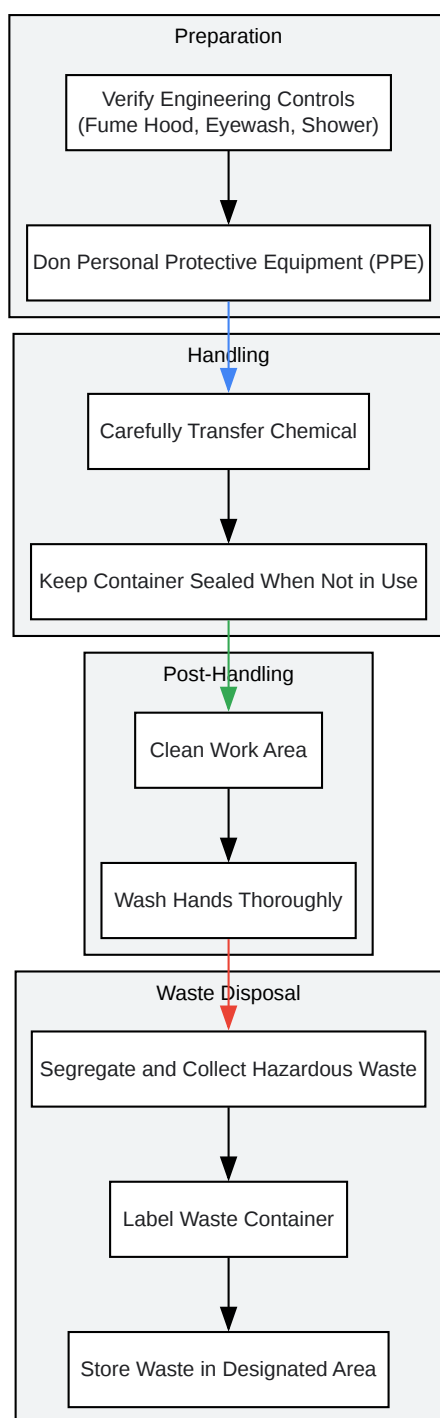 Preparation
Verify Engineering Controls
(Fume Hood, Eyewash, Shower)
Don Personal Protective Equipment (PPE)
Handling
Carefully Transfer Chemical
Keep Container Sealed When Not in Use
Post-Handling
Clean Work Area
Wash Hands Thoroughly
Waste Disposal
Segregate and Collect Hazardous Waste
Label Waste Container
Store Waste in Designated Area